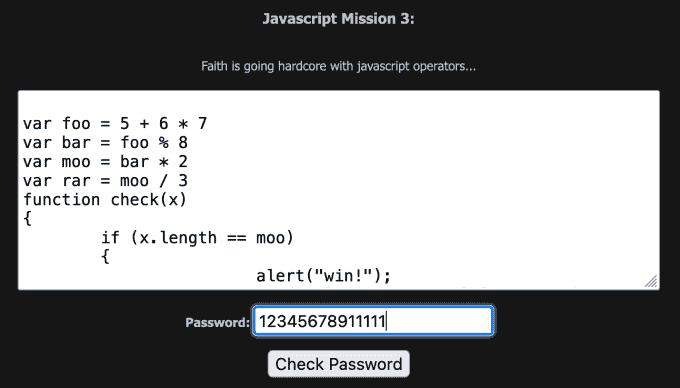 Javascript Mission 3:
Faith is going hardcore with javascript operators...
var foo = 5 + 6 * 7
var bar = foo % 8
var moo = bar * 2
var rar = moo / 3
function check(x)
{
if (x.length == moo)
{
alert("win!");
Password: 12345678911111
Check Password